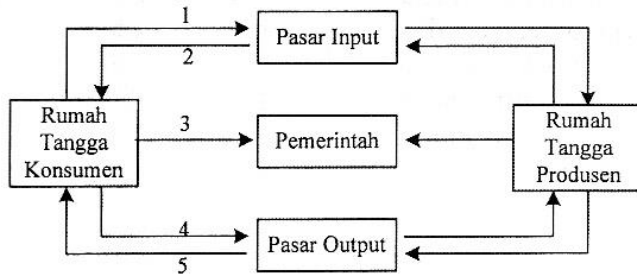 1
Pasar Input
2
Rumah
Tangga
Konsumen
3
Pemerintah
Rumah
Tangga
Produsen
4
Pasar Output
5